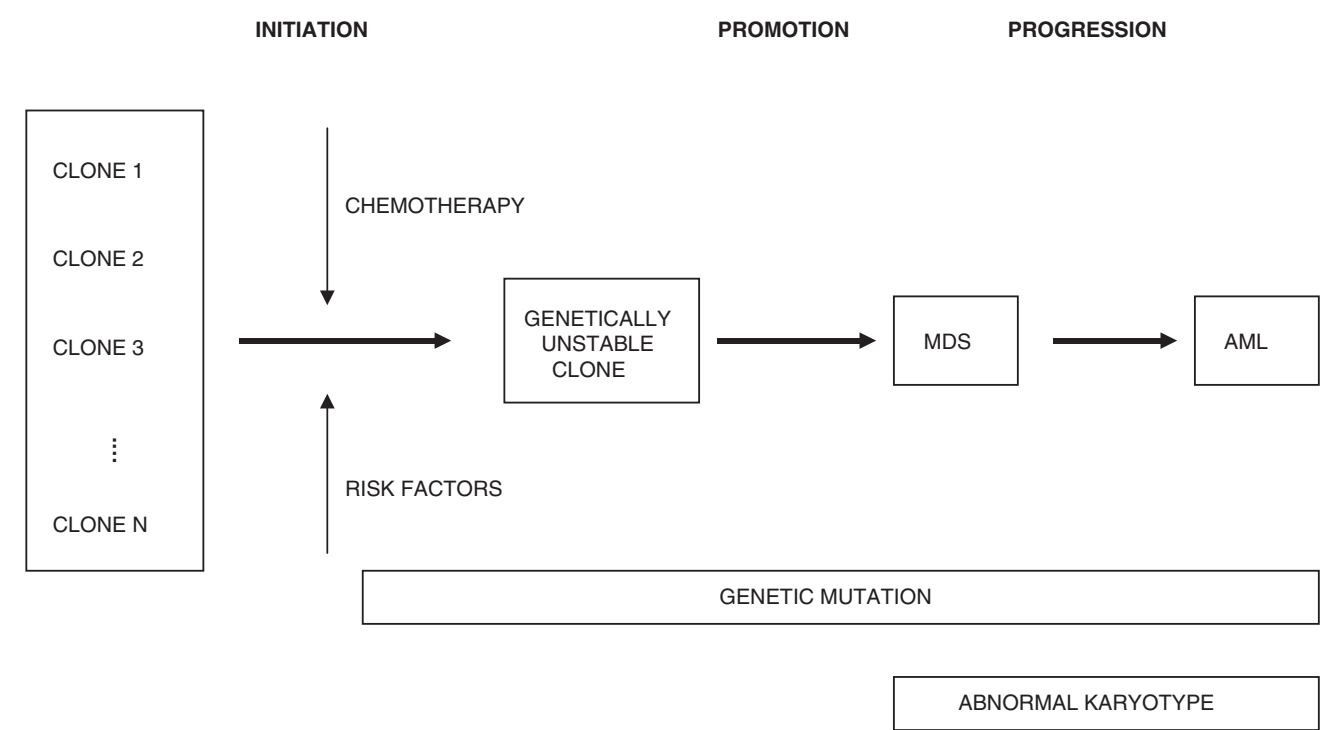 INITIATION
PROMOTION
PROGRESSION
CLONE 1
CHEMOTHERAPY
CLONE 2
CLONE 3
GENETICALLY
UNSTABLE
CLONE
MDS
AML
RISK FACTORS
CLONE N
GENETIC MUTATION
ABNORMAL KARYOTYPE